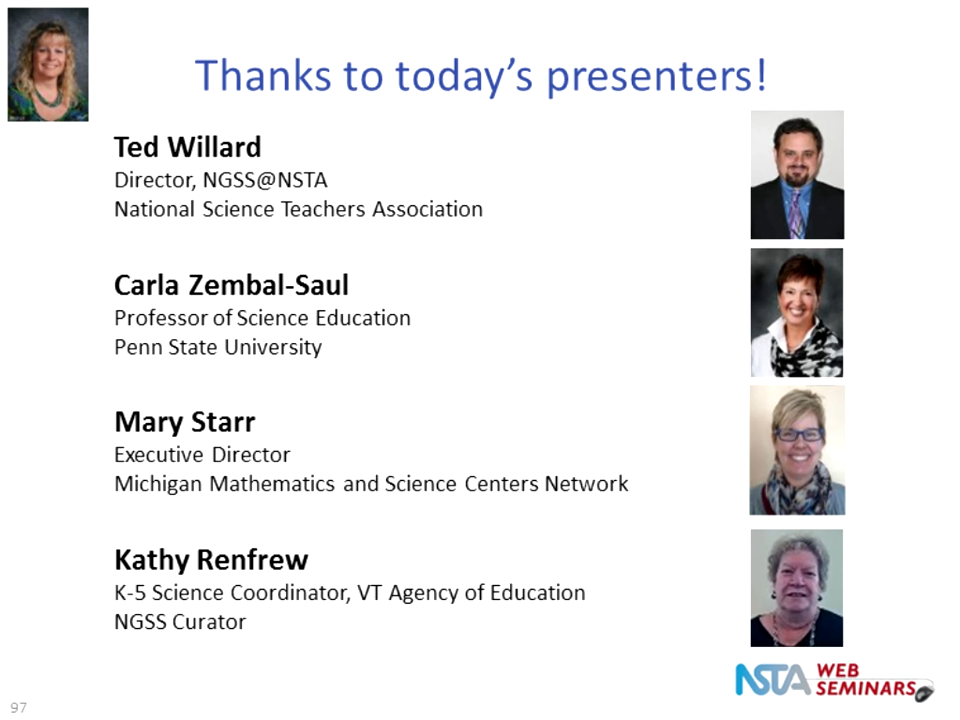 Thanks to today's presenters!
Ted Willard
Director, NGSS@NSTA
National Science Teachers Association
Carla Zembal-Saul
Professor of Science Education
Penn State University
Mary Starr
Executive Director
Michigan Mathematics and Science Centers Network
Kathy Renfrew
K-5 Science Coordinator, VT Agency of Education
NGSS Curator
NSTA WEB
SEMINARS
97